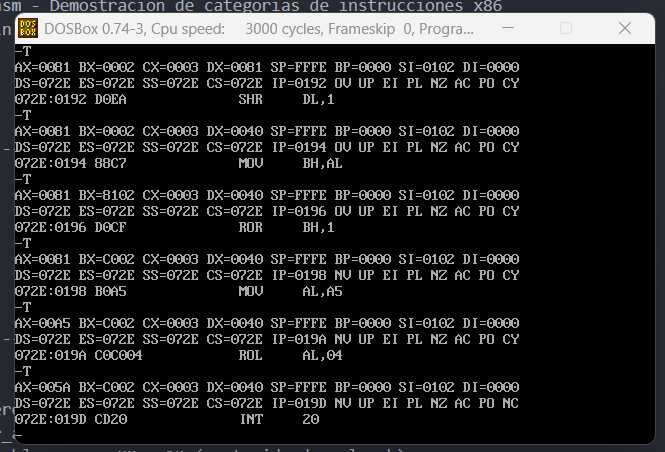 asm - Demostracion de categorias de instrucciones x86
DOSBox 0.74-3, Cpu speed: 3000 cycles, Frameskip 0, Progra...
-T
AX=0081 BX=0002 CX=0003 DX=0081 SP=FFFE BP=0000 SI=0102 DI=0000
DS=072E ES=072E SS=072E CS=072E IP=0192 OV UP EI PL NZ AC PO CY
072E:0192 D0EA SHR DL,1
-T
AX=0081 BX=0002 CX=0003 DX=0040 SP=FFFE BP=0000 SI=0102 DI=0000
DS=072E ES=072E SS=072E CS=072E IP=0194 OV UP EI PL NZ AC PO CY
072E:0194 88C7 MOV BH,AL
-T
AX=0081 BX=8102 CX=0003 DX=0040 SP=FFFE BP=0000 SI=0102 DI=0000
DS=072E ES=072E SS=072E CS=072E IP=0196 OV UP EI PL NZ AC PO CY
072E:0196 D0CF ROR BH,1
-T
AX=0081 BX=C002 CX=0003 DX=0040 SP=FFFE BP=0000 SI=0102 DI=0000
DS=072E ES=072E SS=072E CS=072E IP=0198 NV UP EI PL NZ AC PO CY
072E:0198 B0A5 MOV AL,A5
-T
AX=00A5 BX=C002 CX=0003 DX=0040 SP=FFFE BP=0000 SI=0102 DI=0000
DS=072E ES=072E SS=072E CS=072E IP=019A NV UP EI PL NZ AC PO CY
072E:019A C0C004 ROL AL,04
-T
AX=005A BX=C002 CX=0003 DX=0040 SP=FFFE BP=0000 SI=0102 DI=0000
DS=072E ES=072E SS=072E CS=072E IP=019D NV UP EI PL NZ AC PO NC
072E:019D CD20 INT 20
-